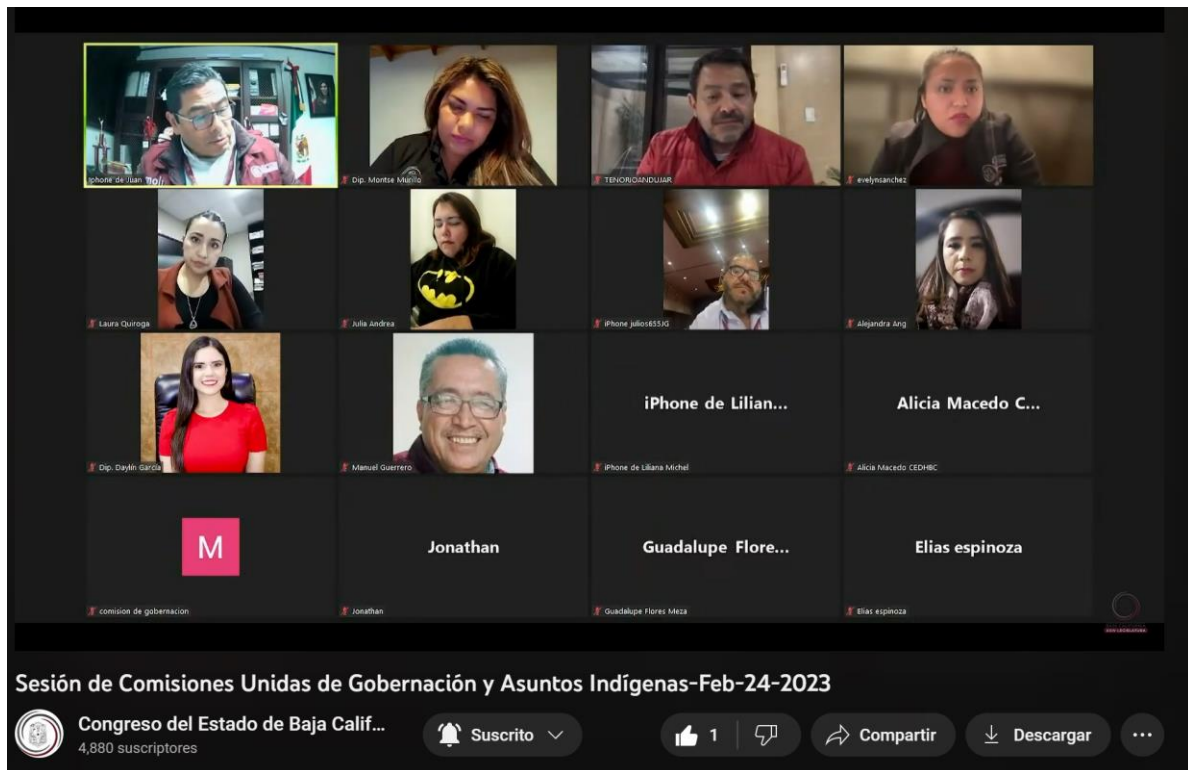 Iphone de Juan Moli
Dip. Montse Murillo
TENORIOANDUJAR
evelynsanchez
Laura Quiroga
Julia Andrea
iPhone julios655JG
Alejandra Ang
Dip. Daylín García
Manuel Guerrero
iPhone de Lilian...
iPhone de Liliana Michel
Alicia Macedo C...
Alicia Macedo CEDHBC
M
comision de gobernacion
Jonathan
Jonathan
Guadalupe Flore...
Guadalupe Flores Meza
Elias espinoza
Elias espinoza
Sesión de Comisiones Unidas de Gobernación y Asuntos Indígenas-Feb-24-2023
Congreso del Estado de Baja Calif...
4,880 suscriptores
Suscrito
1
Compartir
Descargar